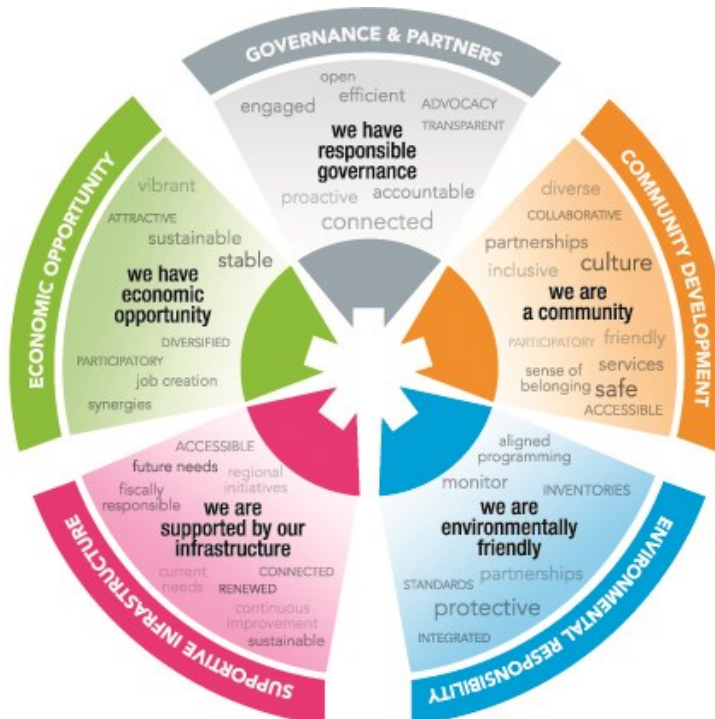 GOVERNANCE & PARTNERS
open
engaged
efficient
ADVOCACY
TRANSPARENT
we have
responsible
governance
proactive
accountable
connected
COMMUNITY DEVELOPMENT
diverse
COLLABORATIVE
partnerships
inclusive
culture
we are
a community
PARTICIPATORY
friendly
sense of
belonging
services
safe
ACCESSIBLE
ENVIRONMENTAL RESPONSIBILITY
aligned
programming
monitor
INVENTORIES
we are
environmentally
friendly
STANDARDS
partnerships
protective
INTEGRATED
SUPPORTIVE INFRASTRUCTURE
ACCESSIBLE
future needs
regional
initiatives
fiscally
responsible
we are
supported by our
infrastructure
current
needs
CONNECTED
RENEWED
continuous
improvement
sustainable
ECONOMIC OPPORTUNITY
vibrant
ATTRACTIVE
sustainable
stable
we have
economic
opportunity
DIVERSIFIED
PARTICIPATORY
job creation
synergies